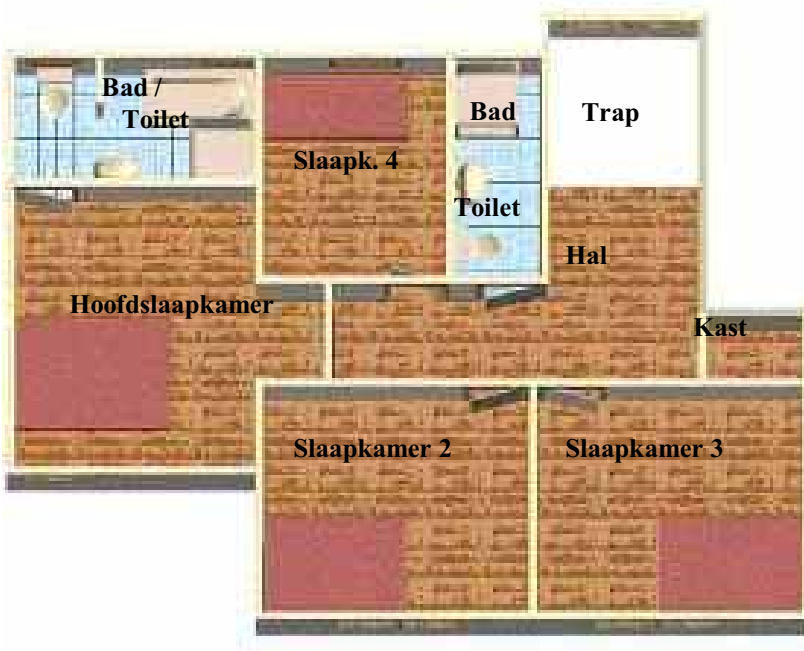 Bad /
Toilet
Bad
Trap
Slaapk. 4
Toilet
Hal
Hoofdslaapkamer
Kast
Slaapkamer 2
Slaapkamer 3